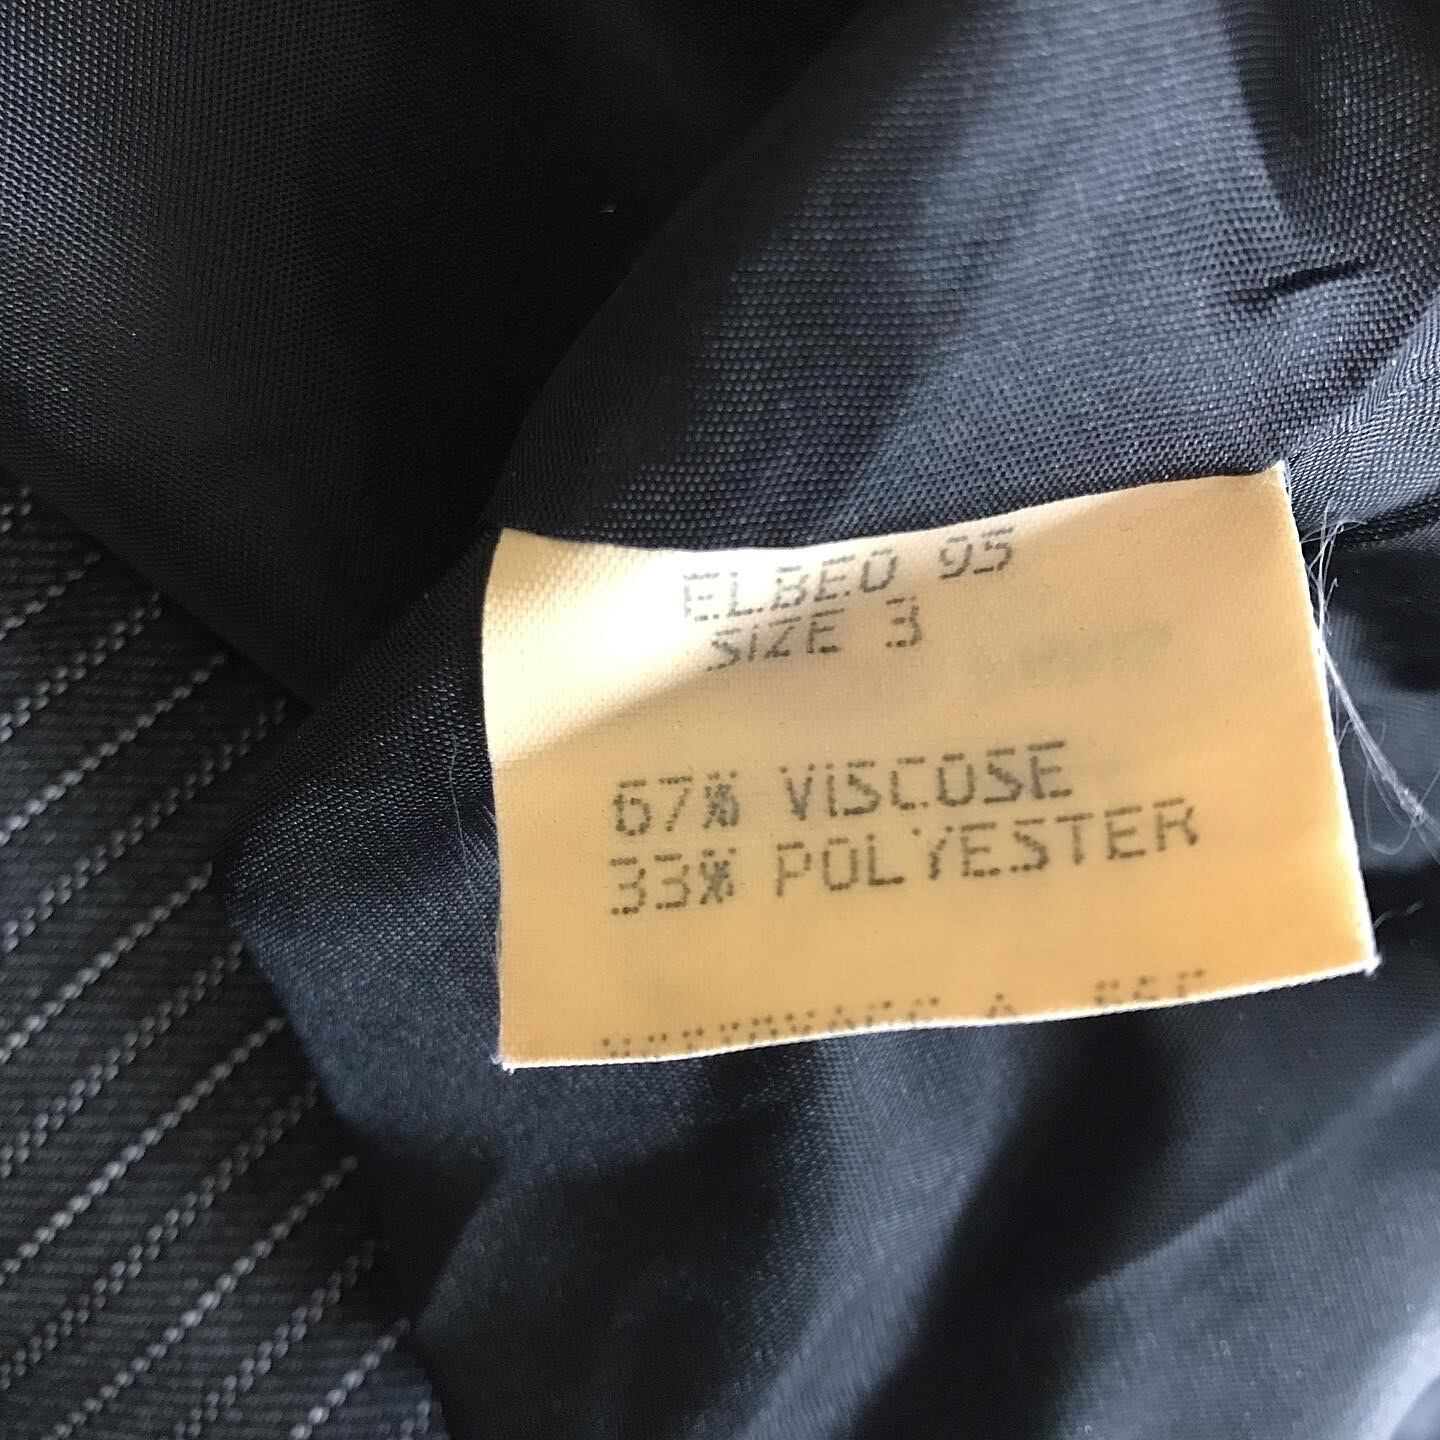 ELBEO 95
SIZE 3
67% VISCOSE
33% POLYESTER